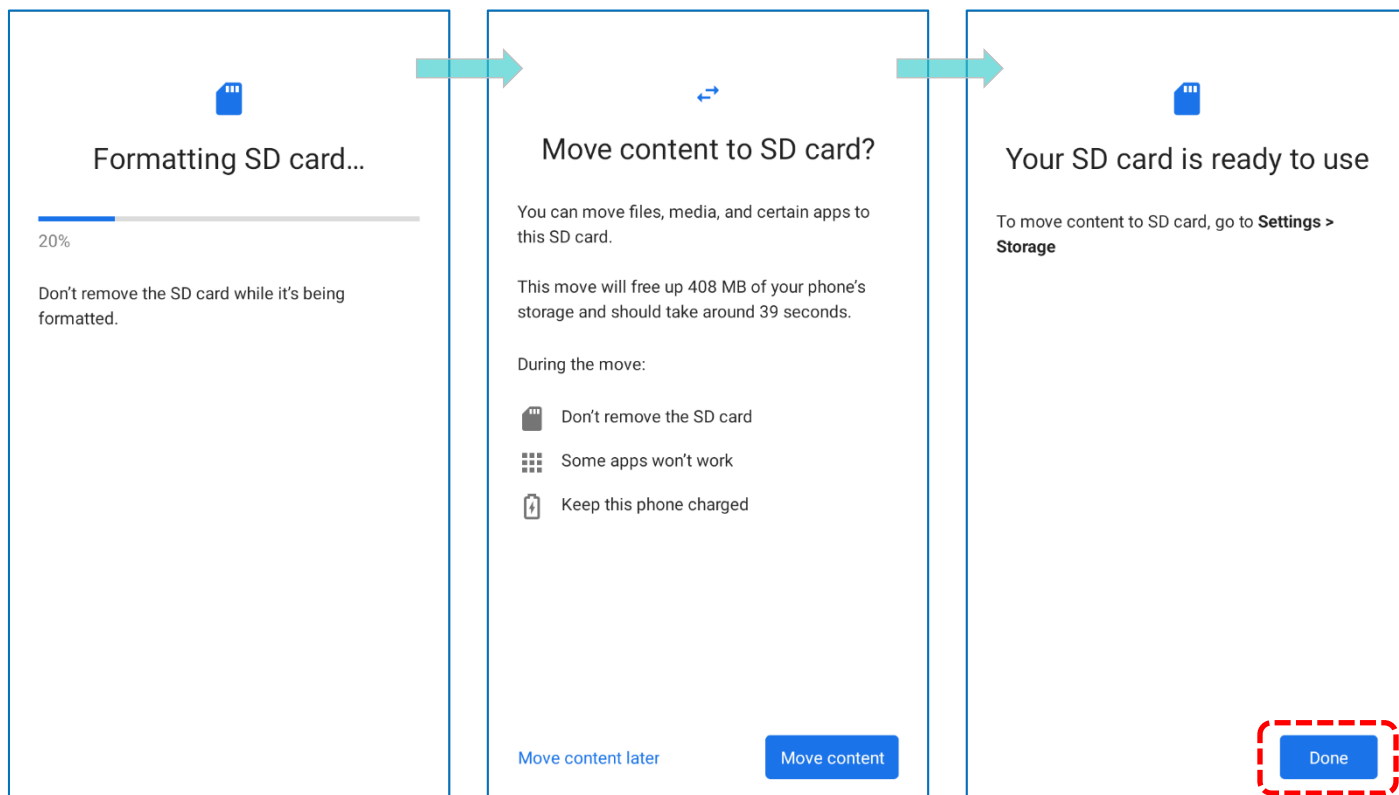 Formatting SD card…
20%
Don’t remove the SD card while it’s being
formatted.
Move content to SD card?
You can move files, media, and certain apps to
this SD card.
This move will free up 408 MB of your phone’s
storage and should take around 39 seconds.
During the move:
Don’t remove the SD card
Some apps won’t work
Keep this phone charged
Move content later
Move content
Your SD card is ready to use
To move content to SD card, go to Settings >
Storage
Done